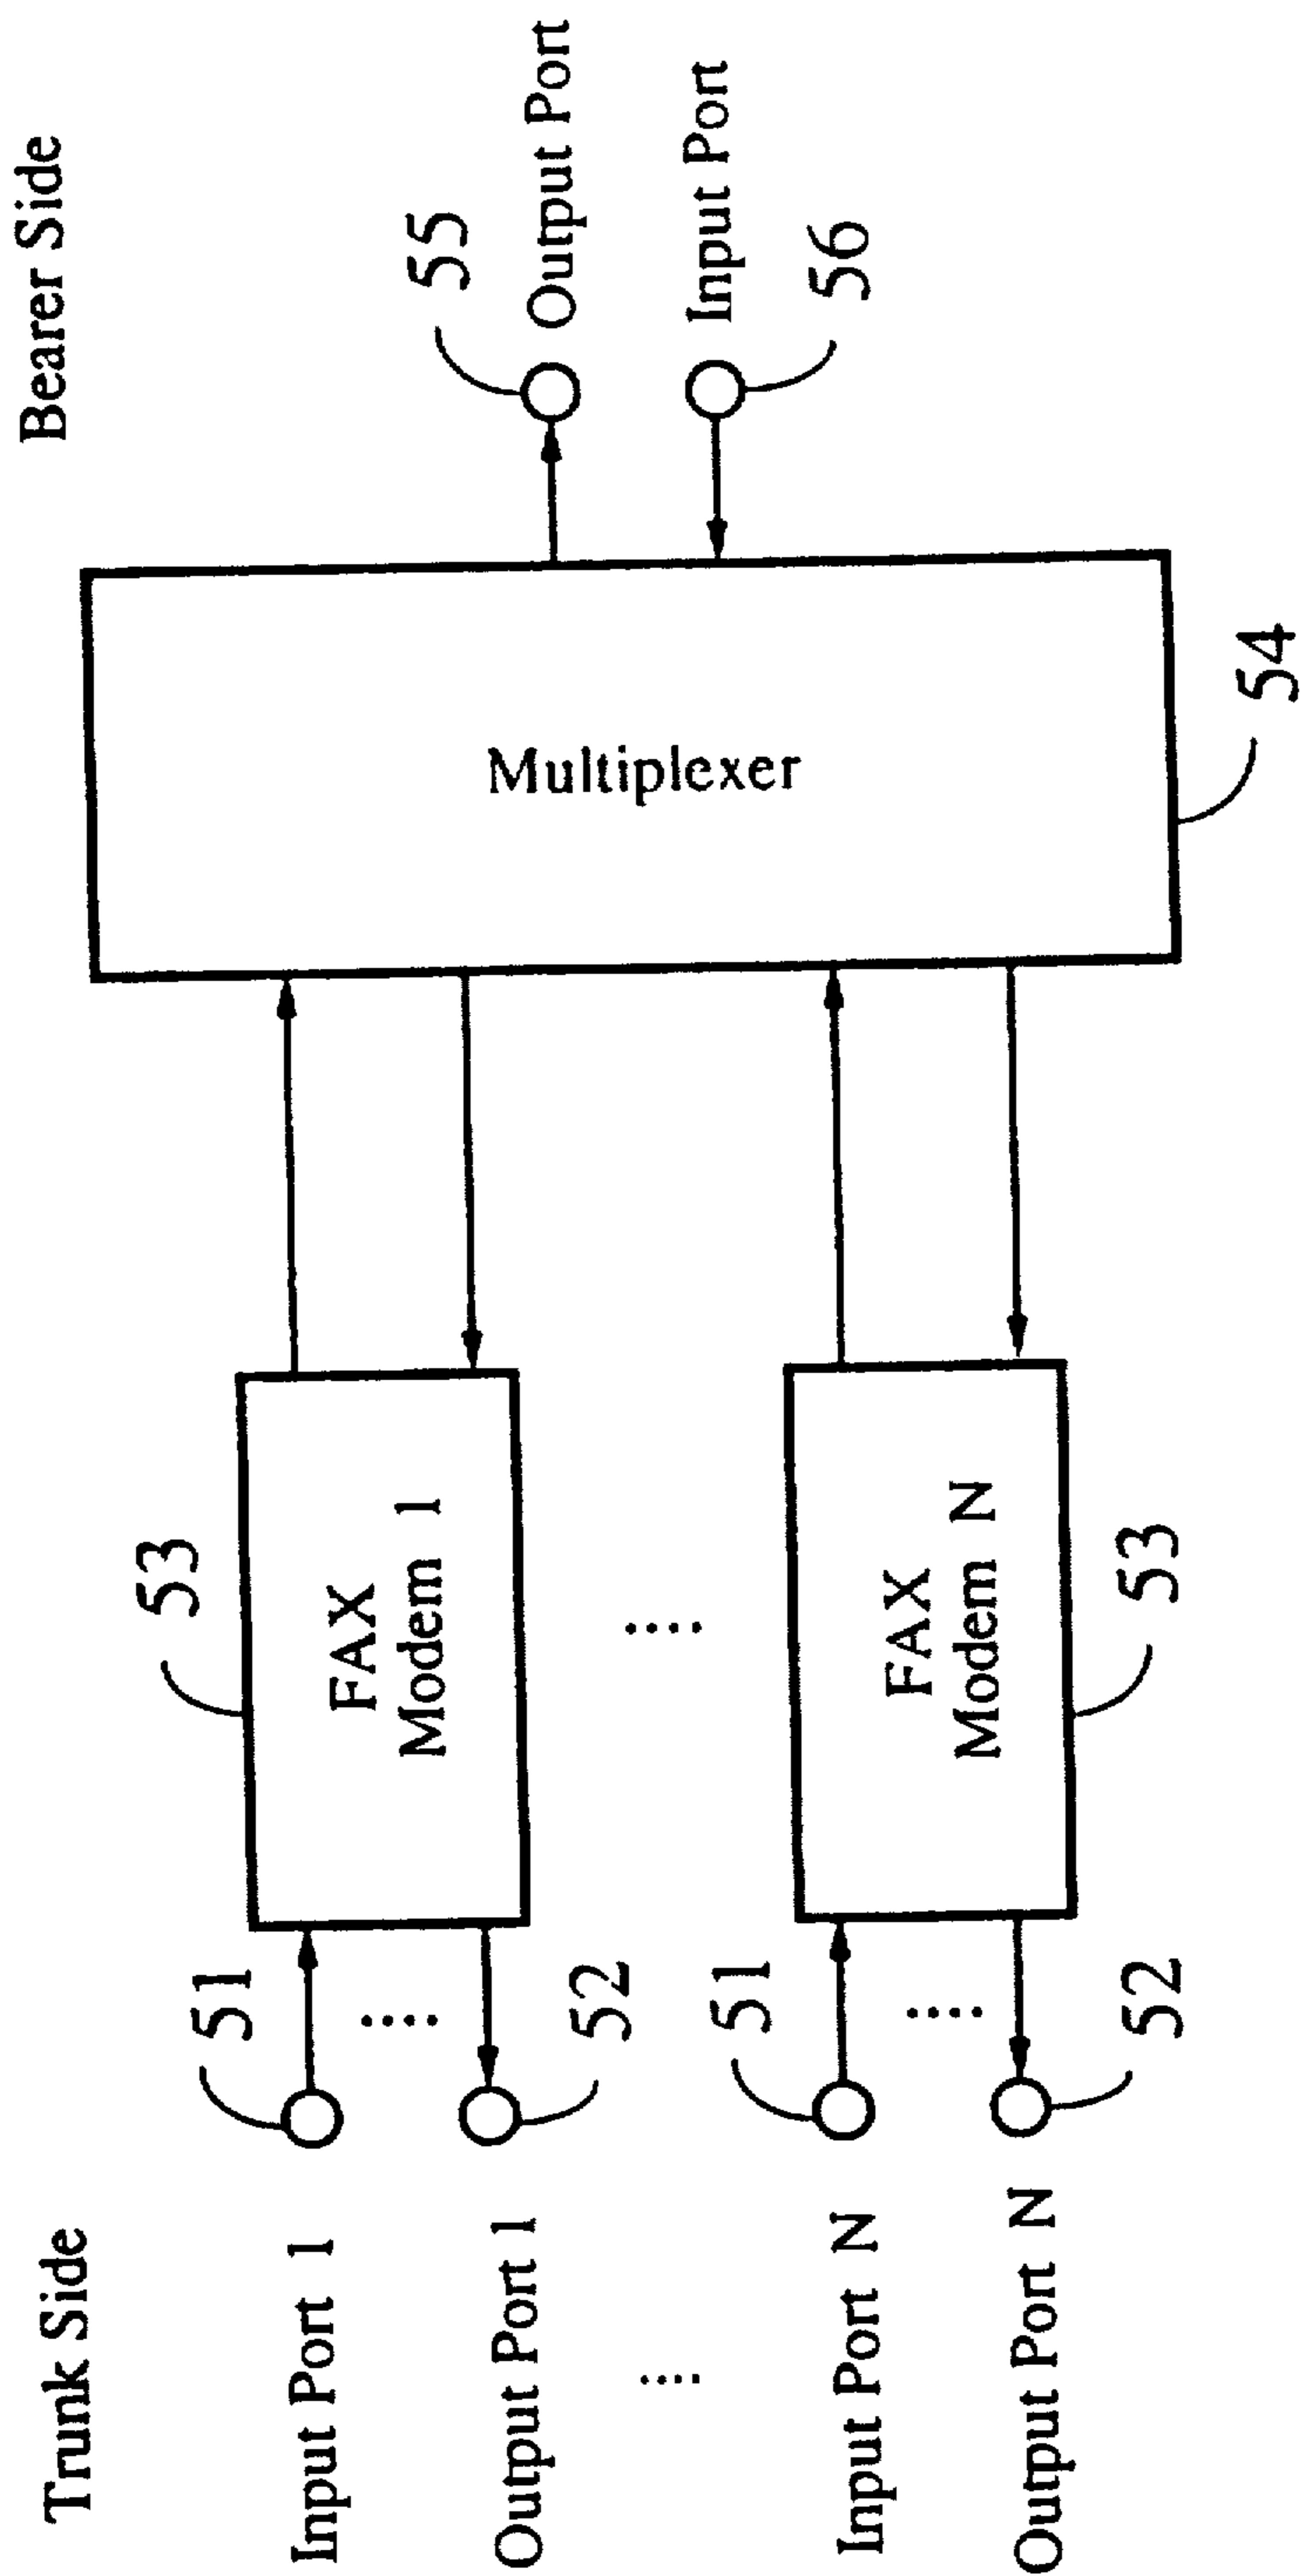 Trunk Side
Bearer Side
Input Port 1
51
53
FAX
Modem 1
Output Port 1
52
....
....
....
Multiplexer
55
Output Port
Input Port
56
Input Port N
51
....
FAX
Modem N
Output Port N
52
53
54